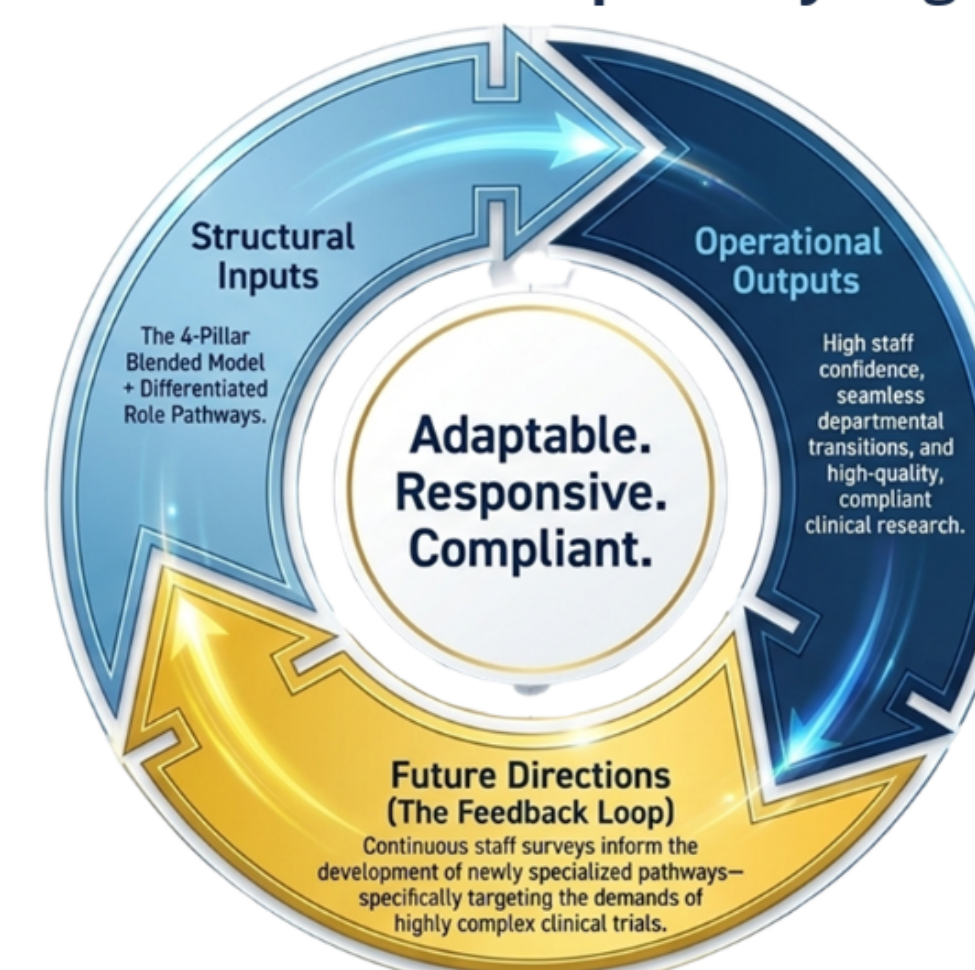 Structural
Inputs
The 4-Pillar
Blended Model
+ Differentiated
Role Pathways.
Operational
Outputs
High staff
confidence,
seamless
departmental
transitions, and
high-quality,
compliant
clinical research.
Adaptable.
Responsive.
Compliant.
Future Directions
(The Feedback Loop)
Continuous staff surveys inform the
development of newly specialized pathways—
specifically targeting the demands of
highly complex clinical trials.